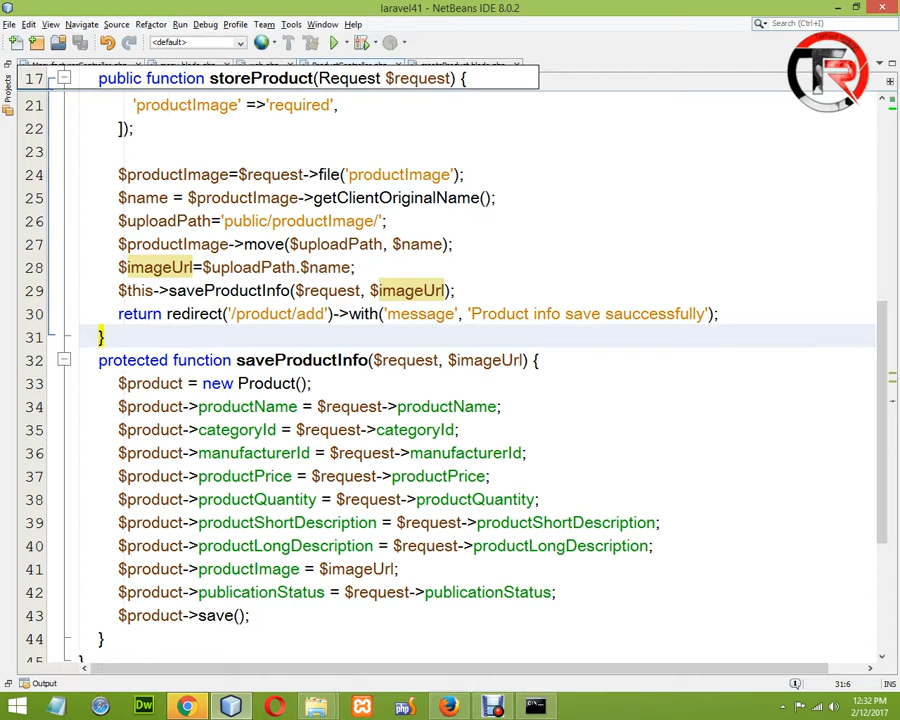 laravel41 - NetBeans IDE 8.0.2
File Edit View Navigate Source Refactor Run Debug Profile Team Tools Window Help
Search (Ctrl+I)
<default>
Projects
17 public function storeProduct(Request $request) {
21 'productImage' =>'required',
22 ]);
23
24 $productImage=$request->file('productImage');
25 $name = $productImage->getClientOriginalName();
26 $uploadPath='public/productImage/';
27 $productImage->move($uploadPath, $name);
28 $imageUrl=$uploadPath.$name;
29 $this->saveProductInfo($request, $imageUrl);
30 return redirect('/product/add')->with('message', 'Product info save sauccessfully');
31 }
32 protected function saveProductInfo($request, $imageUrl) {
33 $product = new Product();
34 $product->productName = $request->productName;
35 $product->categoryId = $request->categoryId;
36 $product->manufacturerId = $request->manufacturerId;
37 $product->productPrice = $request->productPrice;
38 $product->productQuantity = $request->productQuantity;
39 $product->productShortDescription = $request->productShortDescription;
40 $product->productLongDescription = $request->productLongDescription;
41 $product->productImage = $imageUrl;
42 $product->publicationStatus = $request->publicationStatus;
43 $product->save();
44 }
45 }
Output
31:6 INS
Dw
php
12:32 PM
2/12/2017